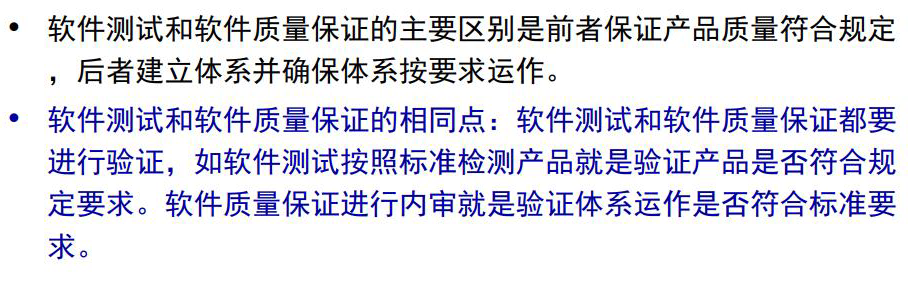 • 软件测试和软件质量保证的主要区别是前者保证产品质量符合规定
，后者建立体系并确保体系按要求运作。
• 软件测试和软件质量保证的相同点：软件测试和软件质量保证都要
进行验证，如软件测试按照标准检测产品就是验证产品是否符合规
定要求。软件质量保证进行内审就是验证体系运作是否符合标准要
求。